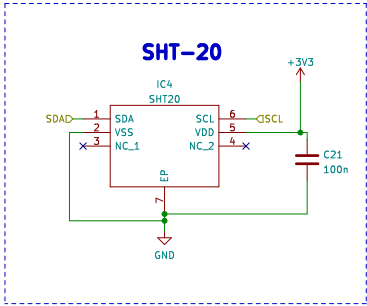 SHT-20
+3V3
IC4
SHT20
SDA 1 SDA SCL 6 SCL
2 VSS VDD 5
3 NC_1 NC_2 4
C21
100n
EP
7
GND